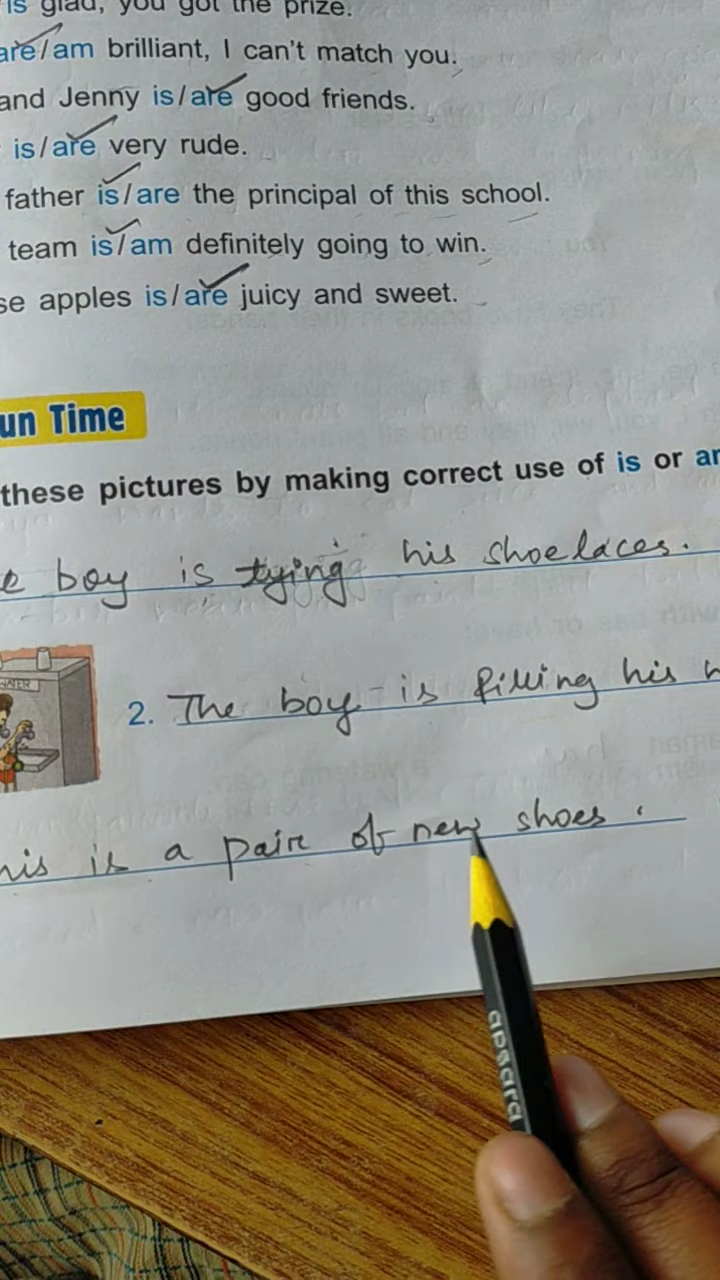 is glad, you got the prize.
are/am brilliant, I can't match you.
and Jenny is/are good friends.
is/are very rude.
father is/are the principal of this school.
team is/am definitely going to win.
se apples is/are juicy and sweet.
un Time
these pictures by making correct use of is or ar
e boy is tying his shoelaces.
WATER
2. The boy is filling his
his is a pair of new shoes.
apsara